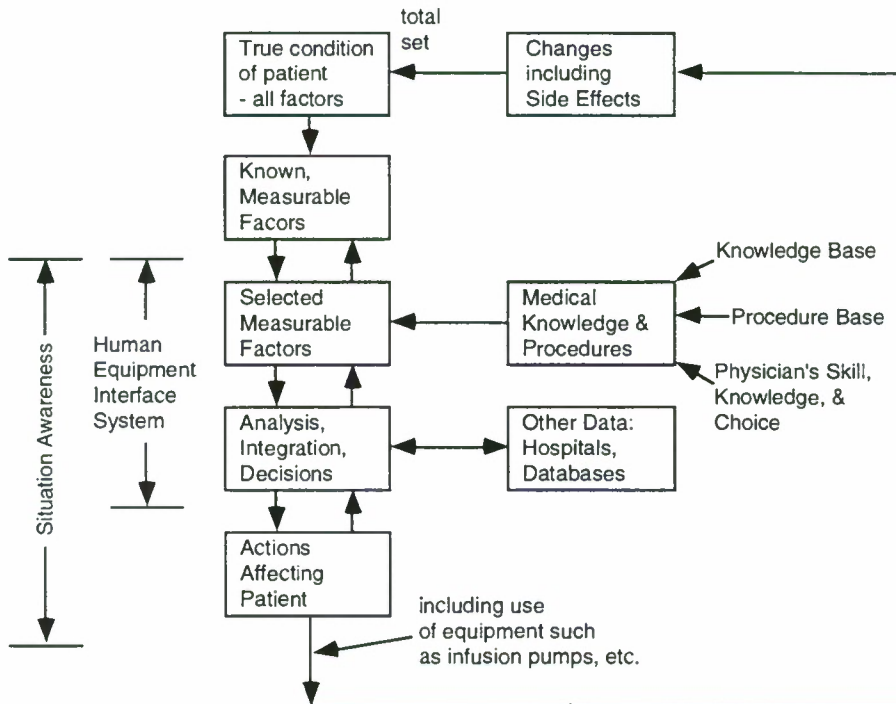 total
set
True condition
of patient
- all factors
Changes
including
Side Effects
Known,
Measurable
Facors
Selected
Measurable
Factors
Medical
Knowledge &
Procedures
Knowledge Base
Procedure Base
Physician's Skill,
Knowledge, &
Choice
Situation Awareness
Human
Equipment
Interface
System
Analysis,
Integration,
Decisions
Other Data:
Hospitals,
Databases
Actions
Affecting
Patient
including use
of equipment such
as infusion pumps, etc.